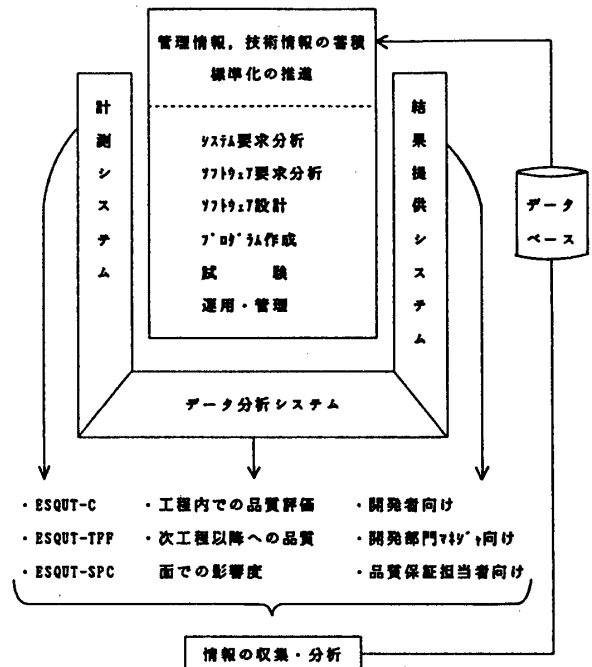 管理情報，技術情報の蓄積
標準化の推進
計測システム
ｼｽﾃﾑ要求分析
ｿﾌﾄｳｪｱ要求分析
ｿﾌﾄｳｪｱ設計
ﾌﾟﾛｸﾞﾗﾑ作成
試　験
運用・管理
結果提供システム
データ
ベース
データ分析システム
・ESQUT-C
・ESQUT-TFF
・ESQUT-SPC
・工程内での品質評価
・次工程以降への品質
面での影響度
・開発者向け
・開発部門ﾏﾈｼﾞｬ向け
・品質保証担当者向け
情報の収集・分析